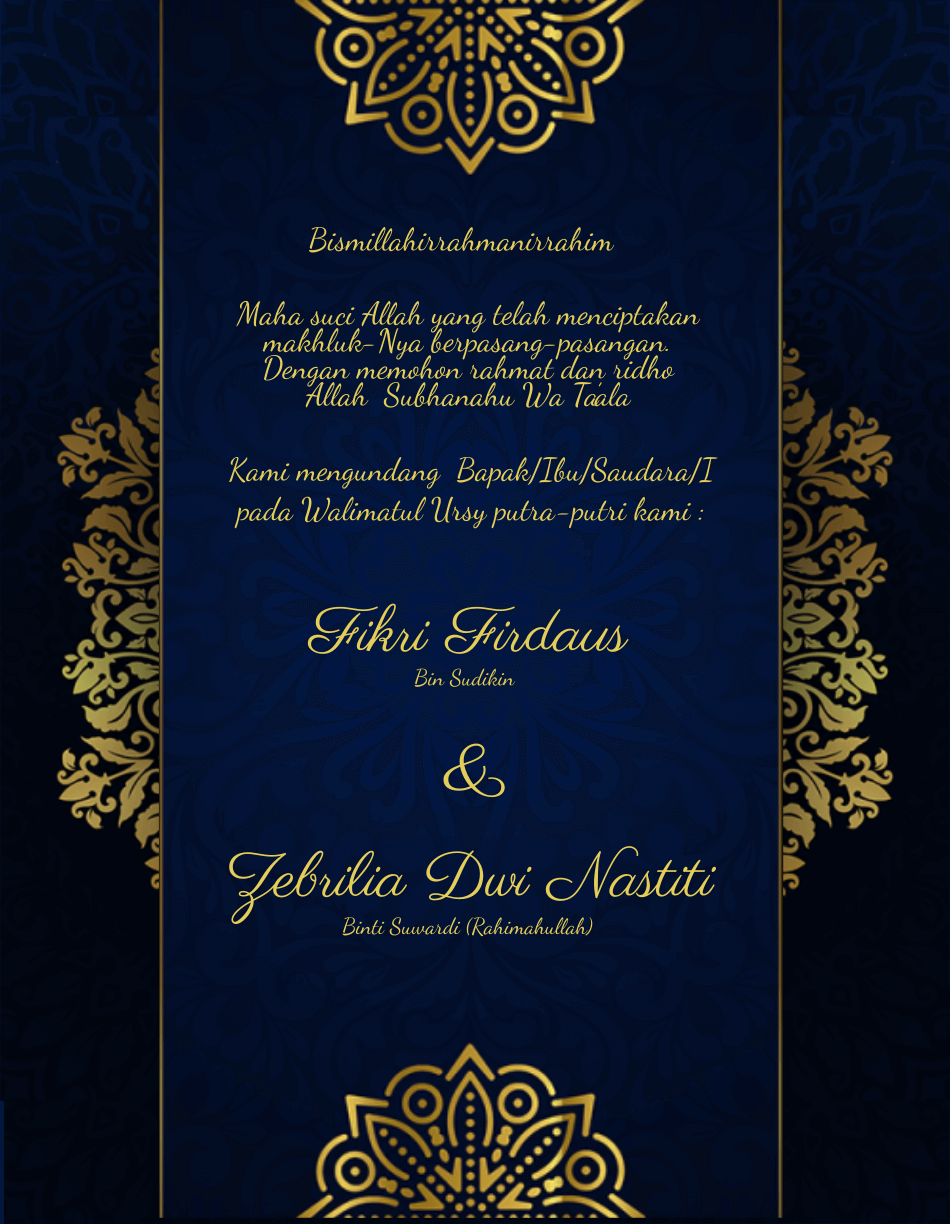 Bismillahirrahmanirrahim
Maha suci Allah yang telah menciptakan
makhluk-Nya berpasang-pasangan.
Dengan memohon rahmat dan ridho
Allah Subhanahu Wa Ta'ala
Kami mengundang Bapak/Ibu/Saudara/I
pada Walimatul Ursy putra-putri kami :
Fikri Firdaus
Bin Sudikin
&
Zebrilia Dwi Nastiti
Binti Suwardi (Rahimahullah)